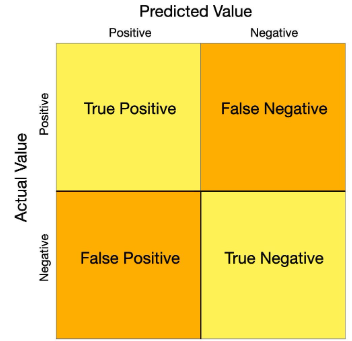 Predicted Value
Positive Negative
Actual Value
Positive
True Positive False Negative
Negative
False Positive True Negative